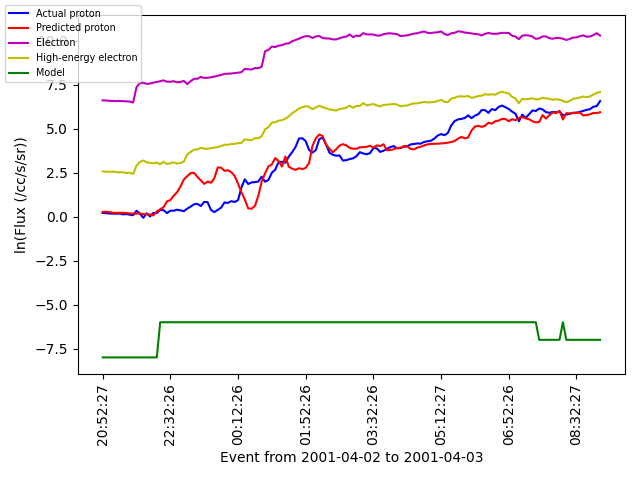 Actual proton
Predicted proton
Electron
High-energy electron
Model
7.5
5.0
2.5
0.0
−2.5
−5.0
−7.5
ln(Flux (/cc/s/sr))
20:52:27
22:32:26
00:12:26
01:52:26
03:32:26
05:12:27
06:52:26
08:32:27
Event from 2001-04-02 to 2001-04-03